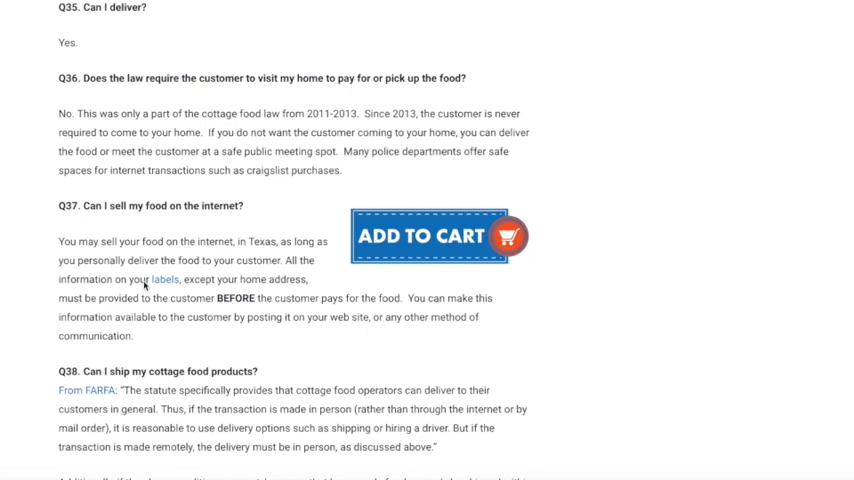 Q35. Can I deliver?
Yes.
Q36. Does the law require the customer to visit my home to pay for or pick up the food?
No. This was only a part of the cottage food law from 2011-2013.  Since 2013, the customer is never
required to come to your home.  If you do not want the customer coming to your home, you can deliver
the food or meet the customer at a safe public meeting spot.  Many police departments offer safe
spaces for internet transactions such as craigslist purchases.
Q37. Can I sell my food on the internet?
You may sell your food on the internet, in Texas, as long as
you personally deliver the food to your customer. All the
information on your labels, except your home address,
must be provided to the customer BEFORE the customer pays for the food.  You can make this
information available to the customer by posting it on your web site, or any other method of
communication.
ADD TO CART
Q38. Can I ship my cottage food products?
From FARFA: “The statute specifically provides that cottage food operators can deliver to their
customers in general. Thus, if the transaction is made in person (rather than through the internet or by
mail order), it is reasonable to use delivery options such as shipping or hiring a driver. But if the
transaction is made remotely, the delivery must be in person, as discussed above.”